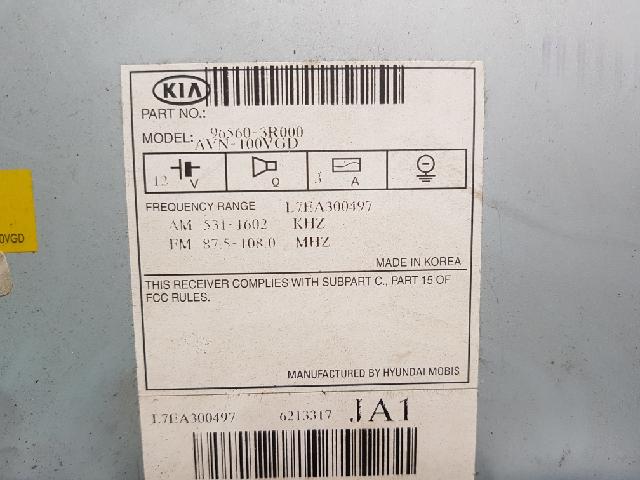 KIA
PART NO.:
96560-3R000
MODEL: AVN-100VGD
12 V Ω 3 A
FREQUENCY RANGE L7EA300497
AM 531-1602 KHZ
FM 87.5-108.0 MHZ
MADE IN KOREA
THIS RECEIVER COMPLIES WITH SUBPART C., PART 15 OF
FCC RULES.
MANUFACTURED BY HYUNDAI MOBIS
L7EA300497 6213317 JA1
0VGD